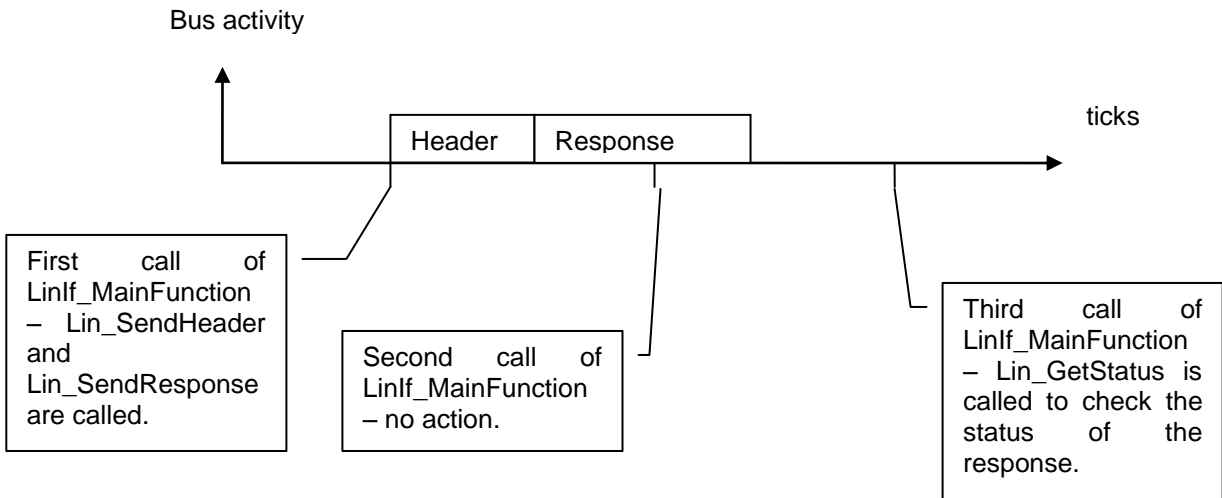 Bus activity
ticks
Header
Response
First call of
LinIf_MainFunction
– Lin_SendHeader
and
Lin_SendResponse
are called.
Second call of
LinIf_MainFunction
– no action.
Third call of
LinIf_MainFunction
– Lin_GetStatus is
called to check the
status of the
response.